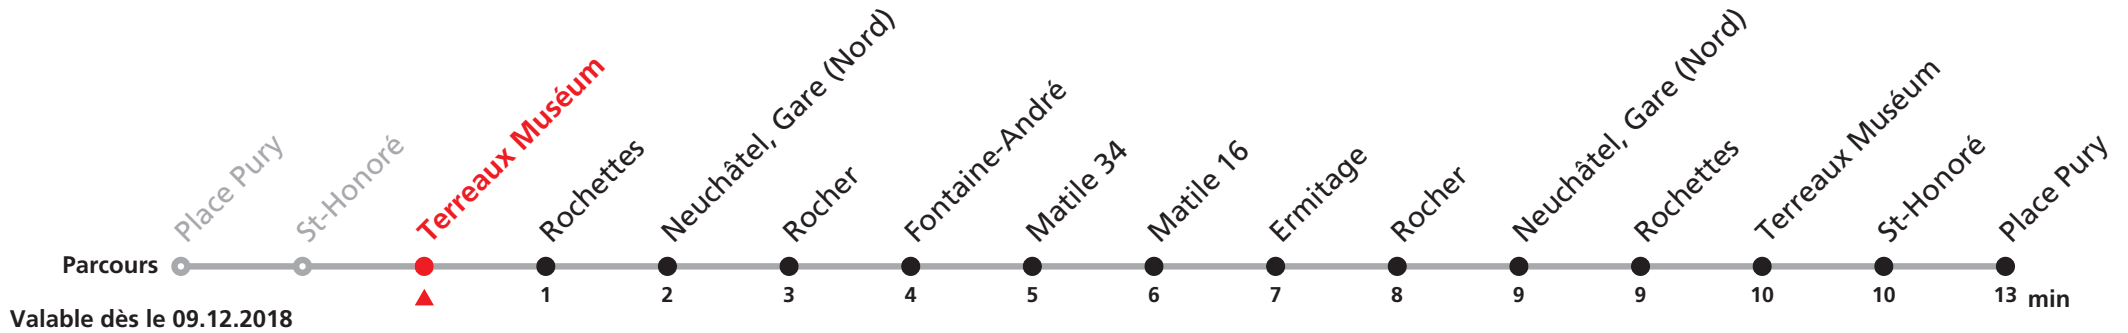 Place Pury
St-Honoré
Terreaux Muséum
Rochettes
Neuchâtel, Gare (Nord)
Rocher
Fontaine-André
Matile 34
Matile 16
Ermitage
Rocher
Neuchâtel, Gare (Nord)
Rochettes
Terreaux Muséum
St-Honoré
Place Pury
Parcours
1 2 3 4 5 6 7 8 9 9 10 10 13 min
Valable dès le 09.12.2018